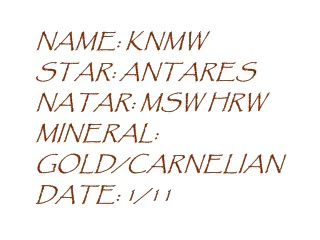 NAME: KNMW
STAR: ANTARES
NATAR: MSW HRW
MINERAL:
GOLD/CARNELIAN
DATE: 1/11